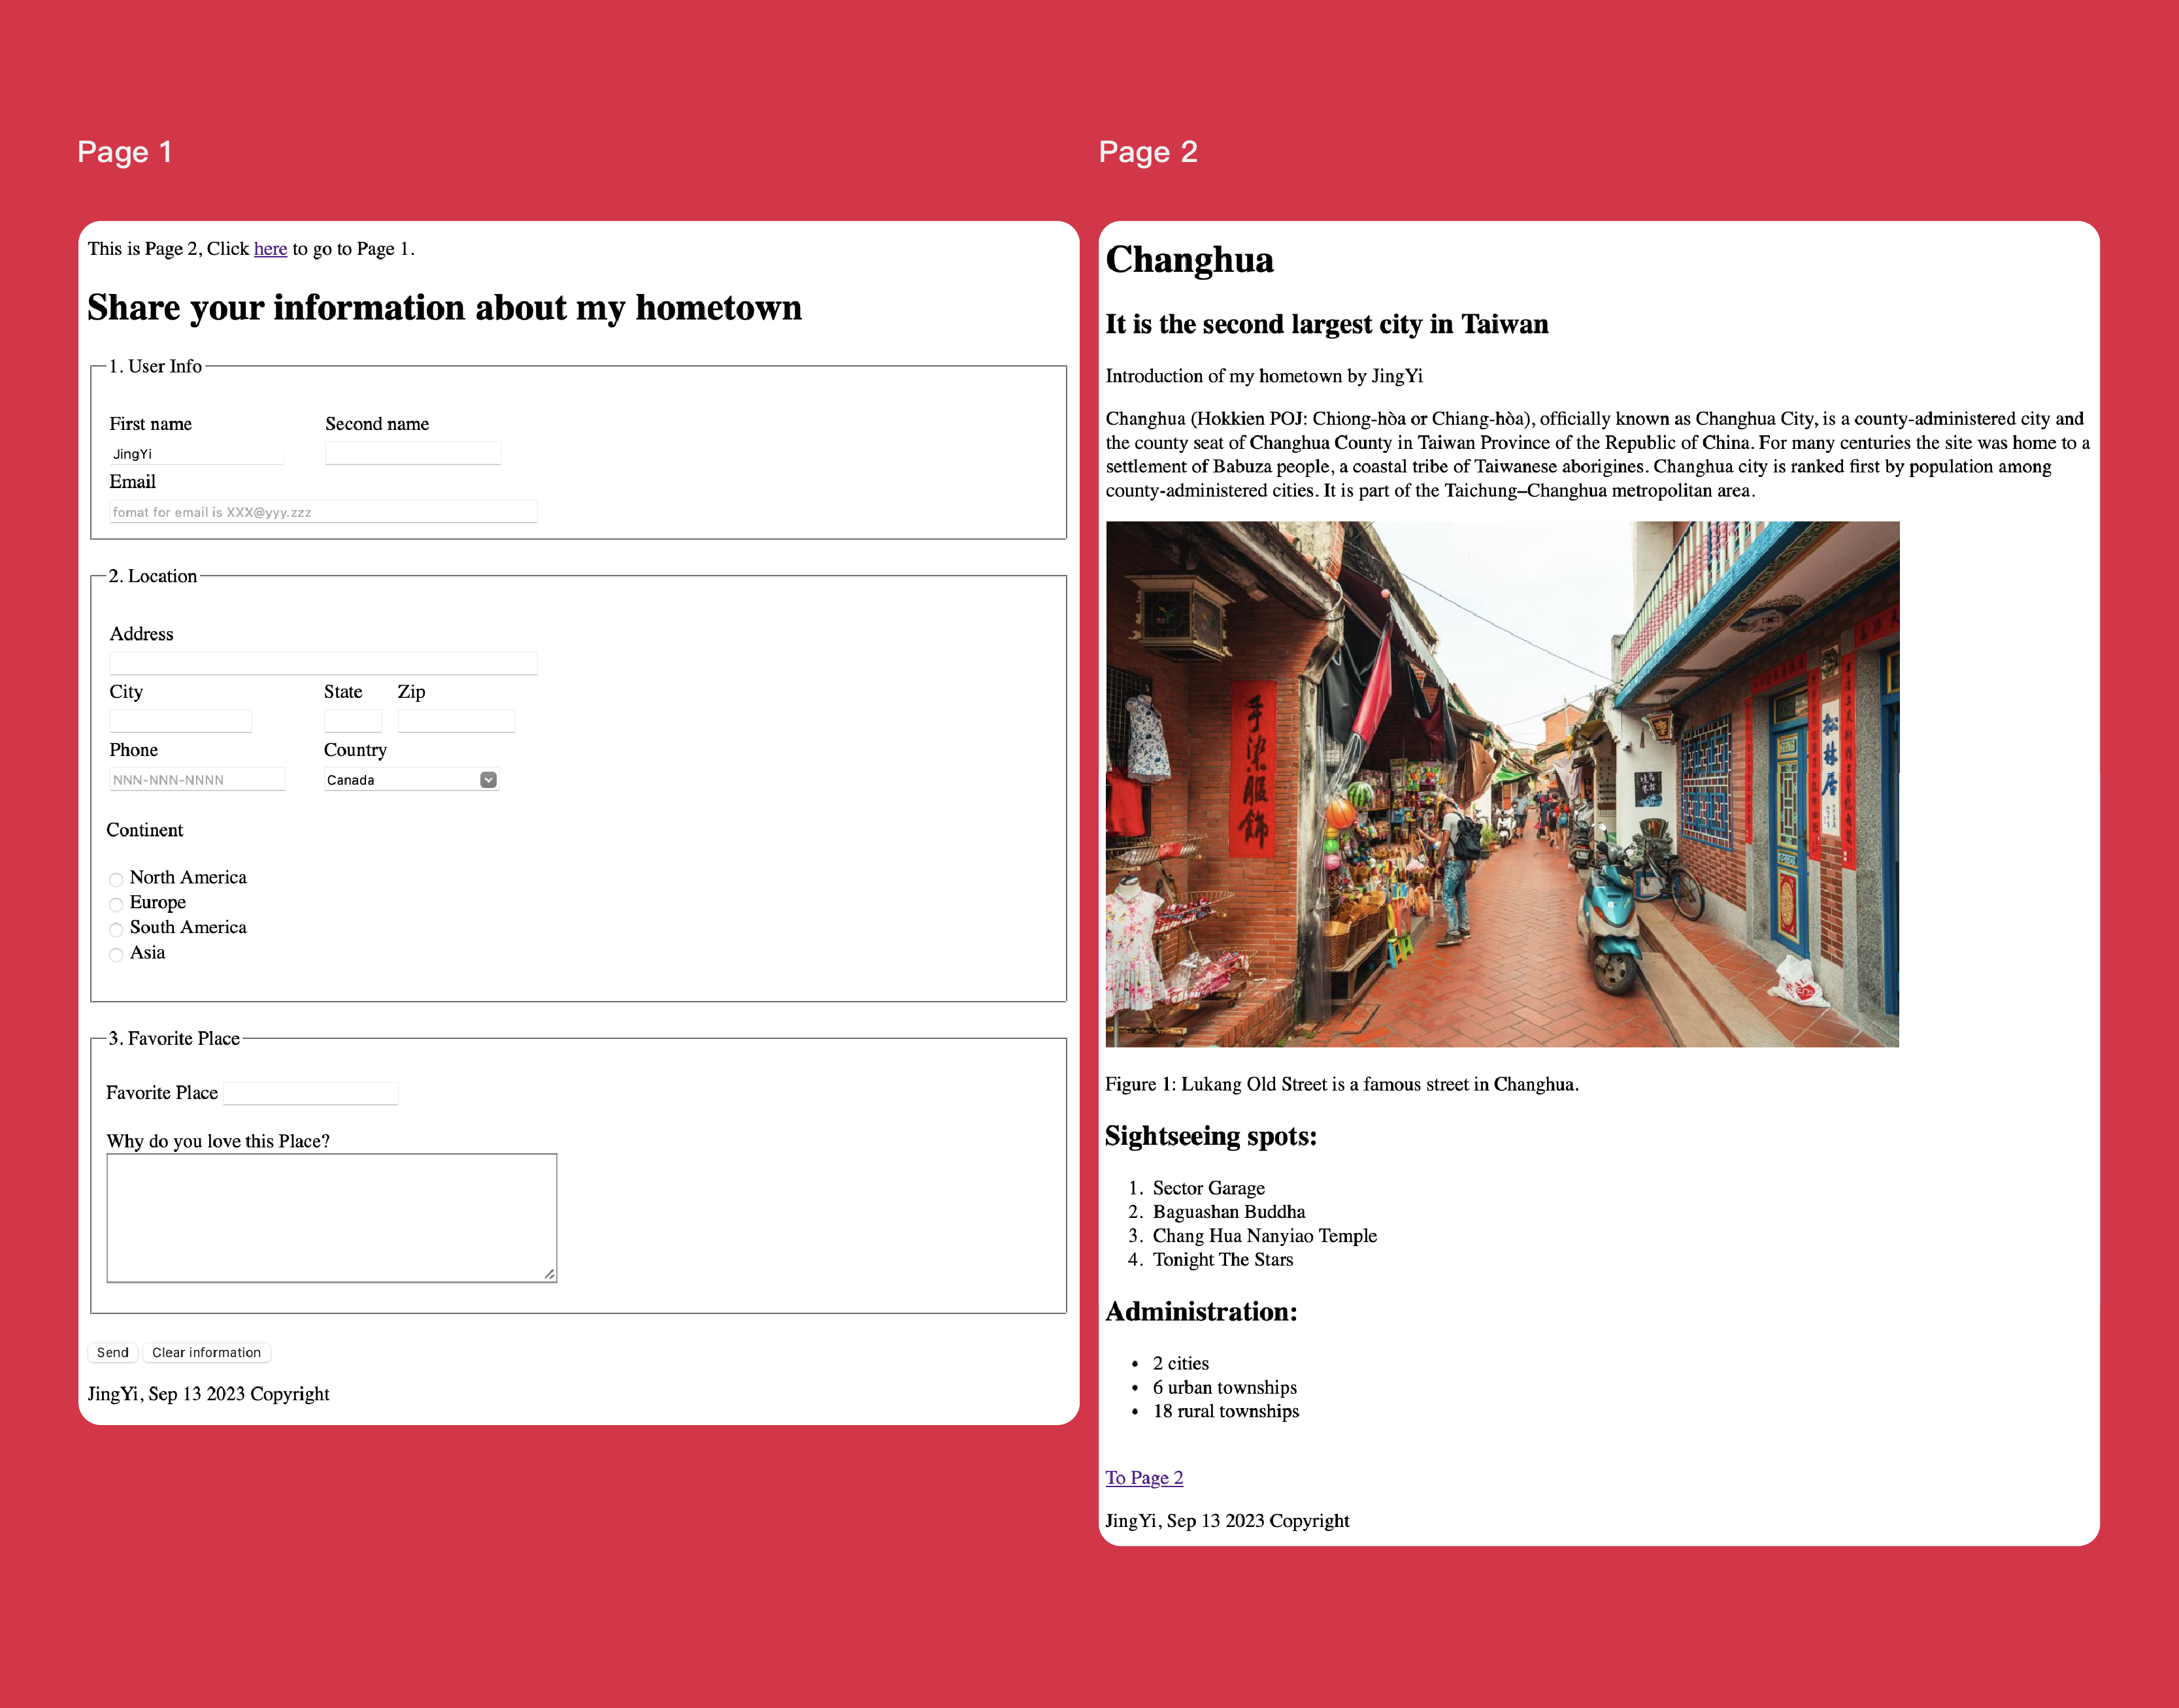 Page 1
This is Page 2, Click here to go to Page 1.
Share your information about my hometown
1. User Info
First name Second name
JingYi
Email
fomat for email is XXX@yyy.zzz
2. Location
Address
City State Zip
Phone Country
NNN-NNN-NNNN Canada
Continent
North America
Europe
South America
Asia
3. Favorite Place
Favorite Place
Why do you love this Place?
Send Clear information
JingYi, Sep 13 2023 Copyright
Page 2
Changhua
It is the second largest city in Taiwan
Introduction of my hometown by JingYi
Changhua (Hokkien POJ: Chiong-hòa or Chiang-hòa), officially known as Changhua City, is a county-administered city and
the county seat of Changhua County in Taiwan Province of the Republic of China. For many centuries the site was home to a
settlement of Babuza people, a coastal tribe of Taiwanese aborigines. Changhua city is ranked first by population among
county-administered cities. It is part of the Taichung–Changhua metropolitan area.
手染服飾
松林居
Figure 1: Lukang Old Street is a famous street in Changhua.
Sightseeing spots:
1. Sector Garage
2. Baguashan Buddha
3. Chang Hua Nanyiao Temple
4. Tonight The Stars
Administration:
• 2 cities
• 6 urban townships
• 18 rural townships
To Page 2
JingYi, Sep 13 2023 Copyright